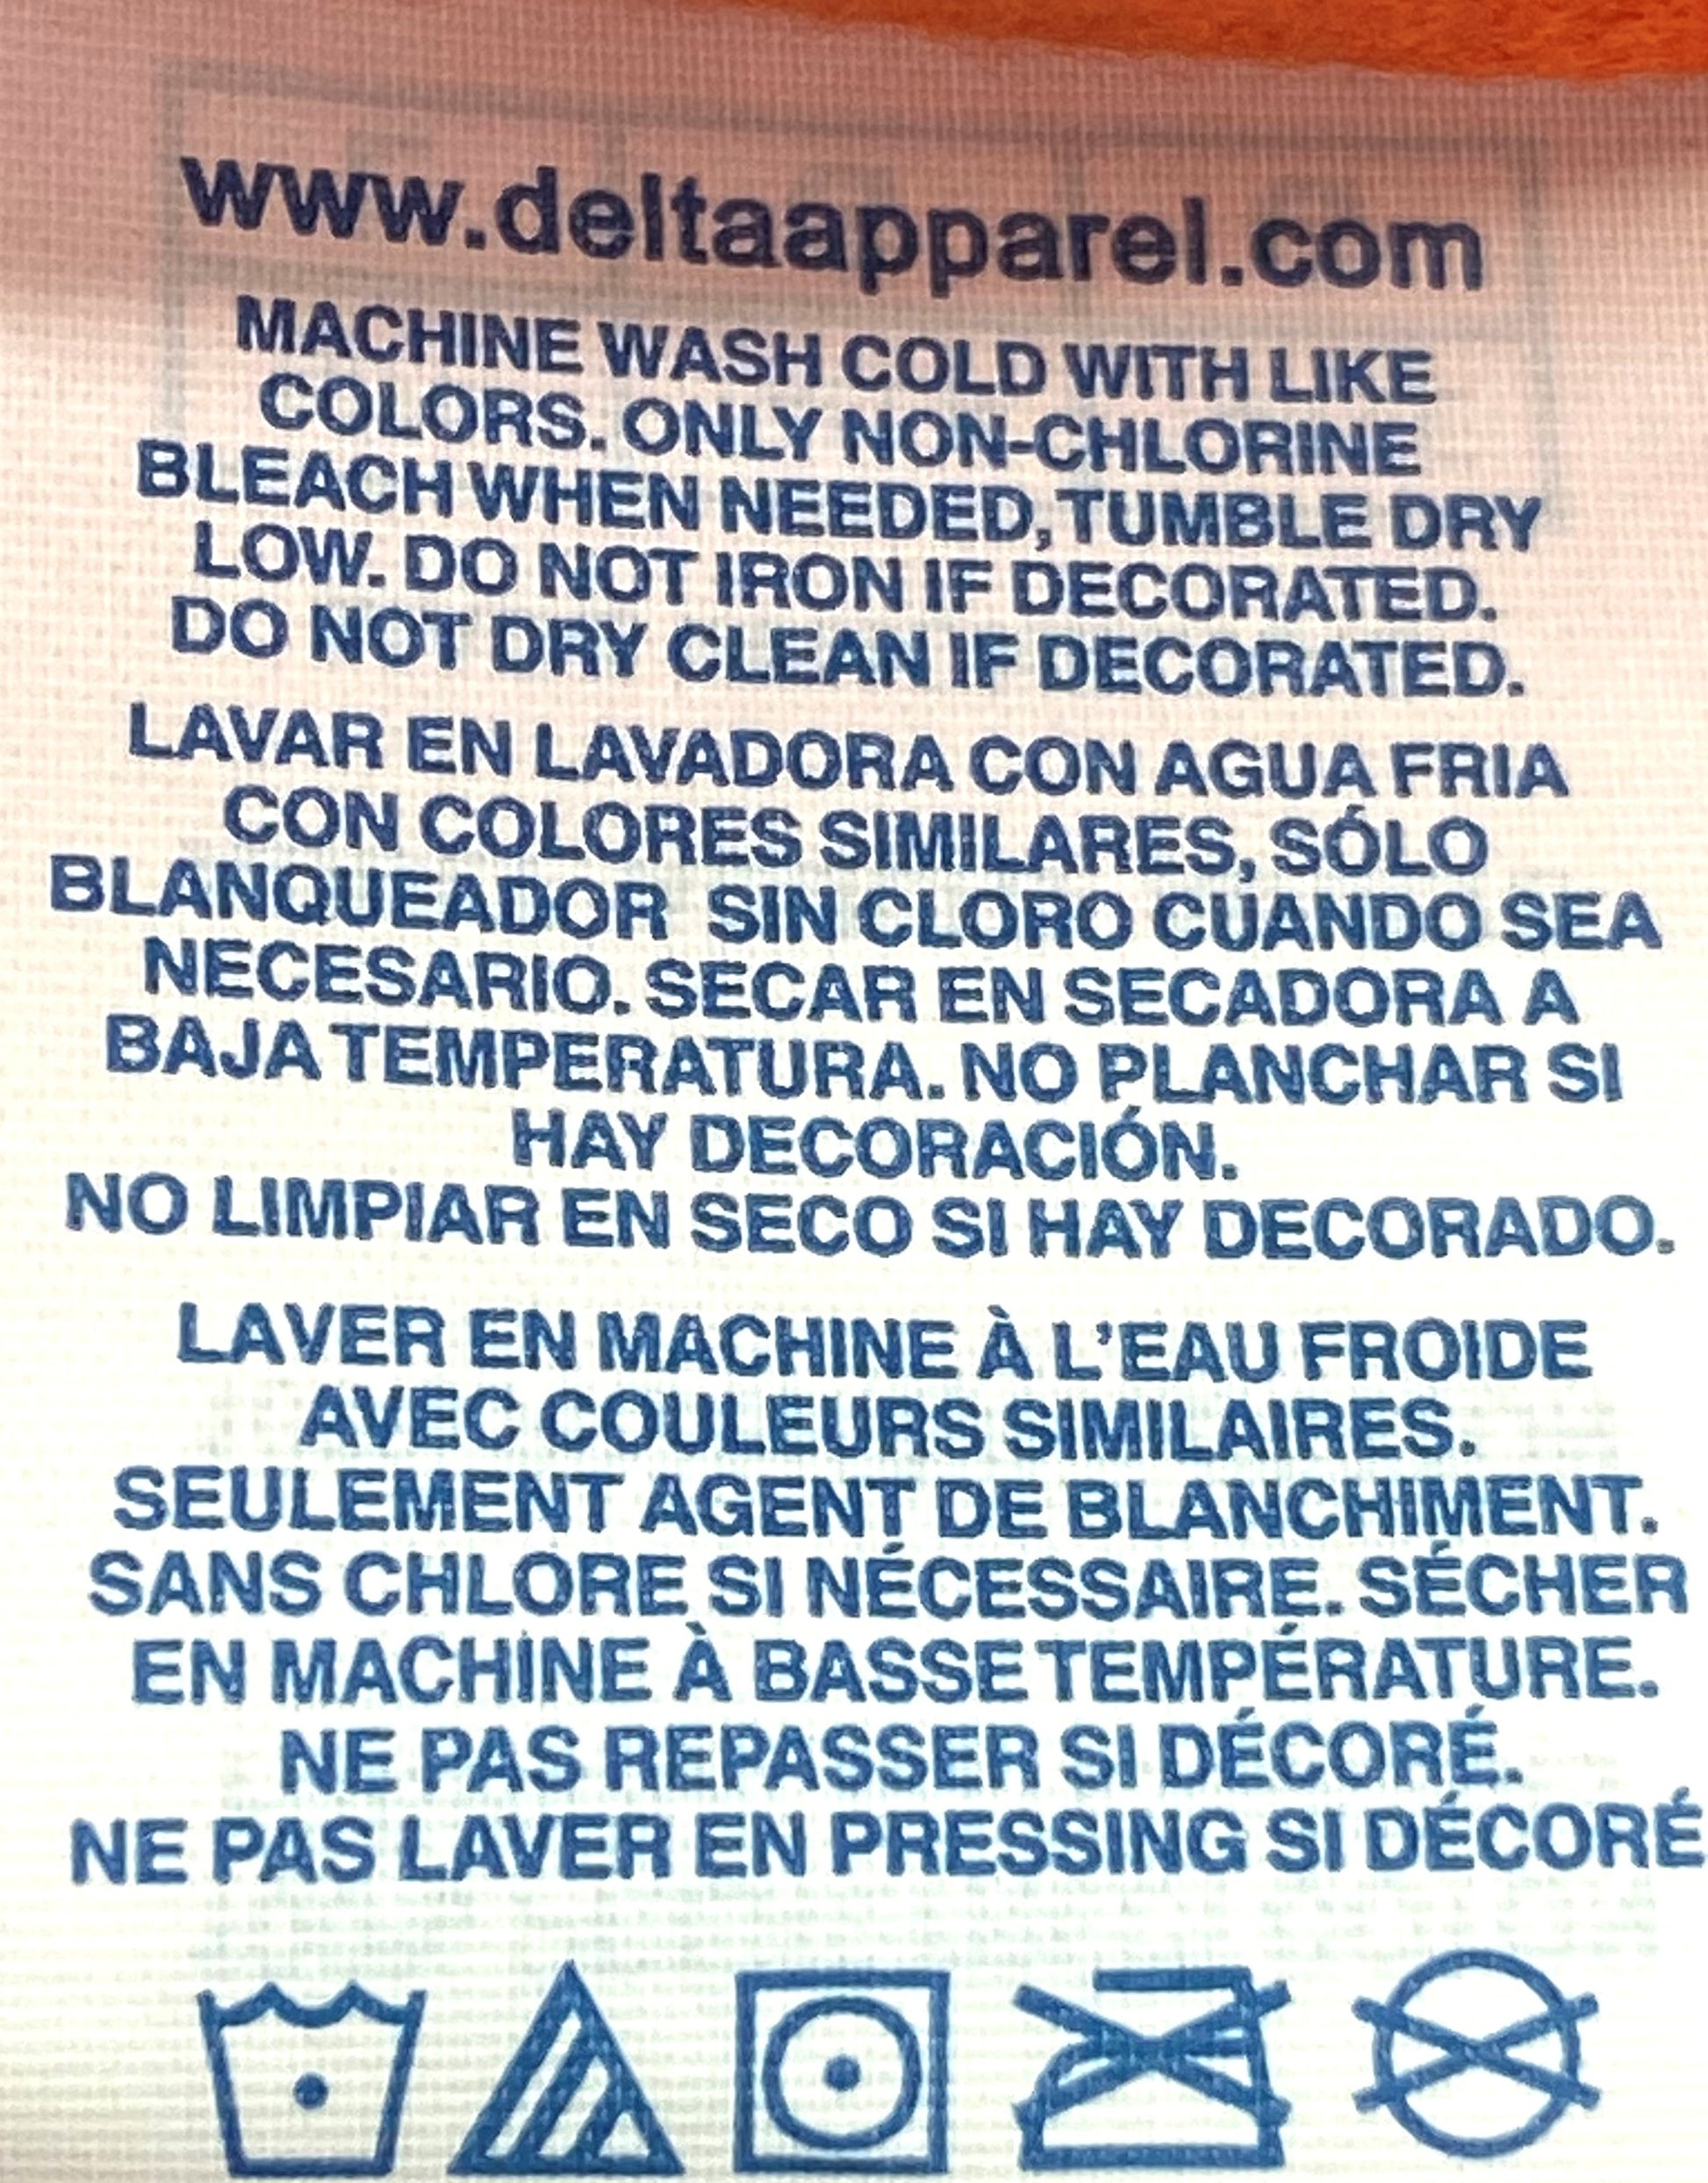 www.deltaapparel.com
MACHINE WASH COLD WITH LIKE
COLORS. ONLY NON-CHLORINE
BLEACH WHEN NEEDED, TUMBLE DRY
LOW. DO NOT IRON IF DECORATED.
DO NOT DRY CLEAN IF DECORATED.
LAVAR EN LAVADORA CON AGUA FRIA
CON COLORES SIMILARES, SÓLO
BLANQUEADOR SIN CLORO CUANDO SEA
NECESARIO. SECAR EN SECADORA A
BAJA TEMPERATURA. NO PLANCHAR SI
HAY DECORACIÓN.
NO LIMPIAR EN SECO SI HAY DECORADO.
LAVER EN MACHINE À L'EAU FROIDE
AVEC COULEURS SIMILAIRES.
SEULEMENT AGENT DE BLANCHIMENT.
SANS CHLORE SI NÉCESSAIRE. SÉCHER
EN MACHINE À BASSE TEMPÉRATURE.
NE PAS REPASSER SI DÉCORÉ.
NE PAS LAVER EN PRESSING SI DÉCORÉ